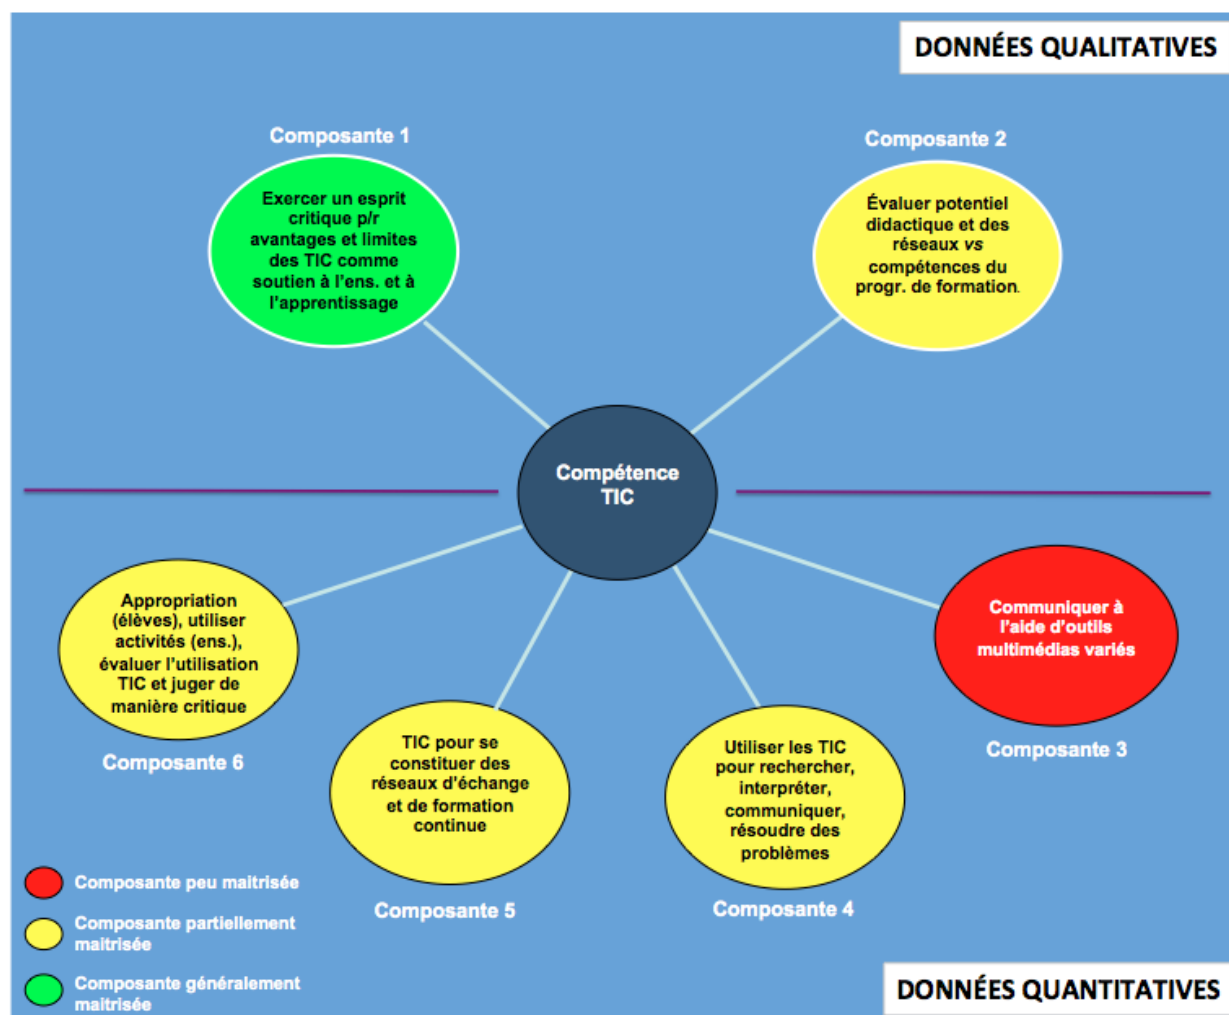 DONNÉES QUALITATIVES
Composante 1
Exercer un esprit
critique p/r
avantages et limites
des TIC comme
soutien à l'ens. et à
l'apprentissage
Composante 2
Évaluer potentiel
didactique et des
réseaux vs
compétences du
progr. de formation.
Compétence
TIC
Appropriation
(élèves), utiliser
activités (ens.),
évaluer l'utilisation
TIC et juger de
manière critique
Composante 6
TIC pour se
constituer des
réseaux d'échange
et de formation
continue
Composante 5
Utiliser les TIC
pour rechercher,
interpréter,
communiquer,
résoudre des
problèmes
Composante 4
Communiquer à
l'aide d'outils
multimédias variés
Composante 3
Composante peu maitrisée
Composante partiellement
maitrisée
Composante généralement
maitrisée
DONNÉES QUANTITATIVES